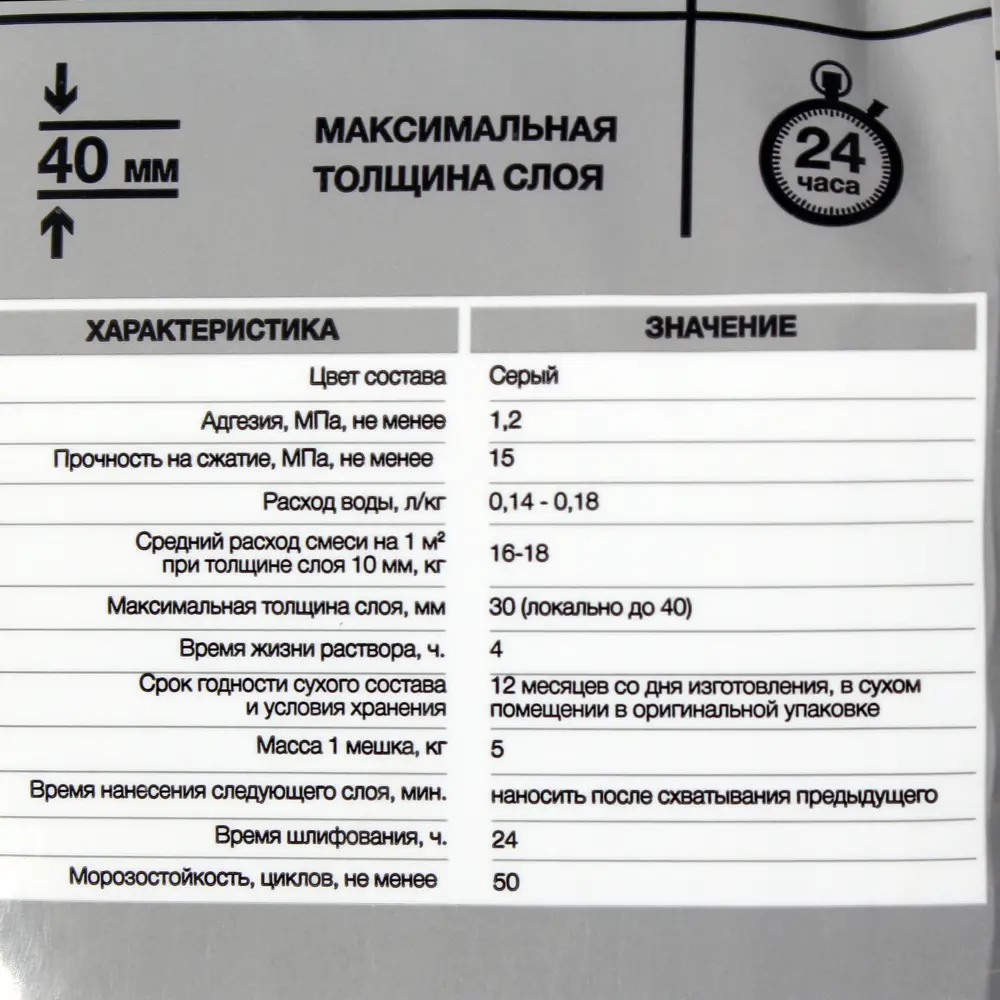 40 мм
МАКСИМАЛЬНАЯ
ТОЛЩИНА СЛОЯ
24
часа
ХАРАКТЕРИСТИКА ЗНАЧЕНИЕ
Цвет состава Серый
Адгезия, МПа, не менее 1,2
Прочность на сжатие, МПа, не менее 15
Расход воды, л/кг 0,14 - 0,18
Средний расход смеси на 1 м²
при толщине слоя 10 мм, кг 16-18
Максимальная толщина слоя, мм 30 (локально до 40)
Время жизни раствора, ч. 4
Срок годности сухого состава
и условия хранения
12 месяцев со дня изготовления, в сухом
помещении в оригинальной упаковке
Масса 1 мешка, кг 5
Время нанесения следующего слоя, мин. наносить после схватывания предыдущего
Время шлифования, ч. 24
Морозостойкость, циклов, не менее 50